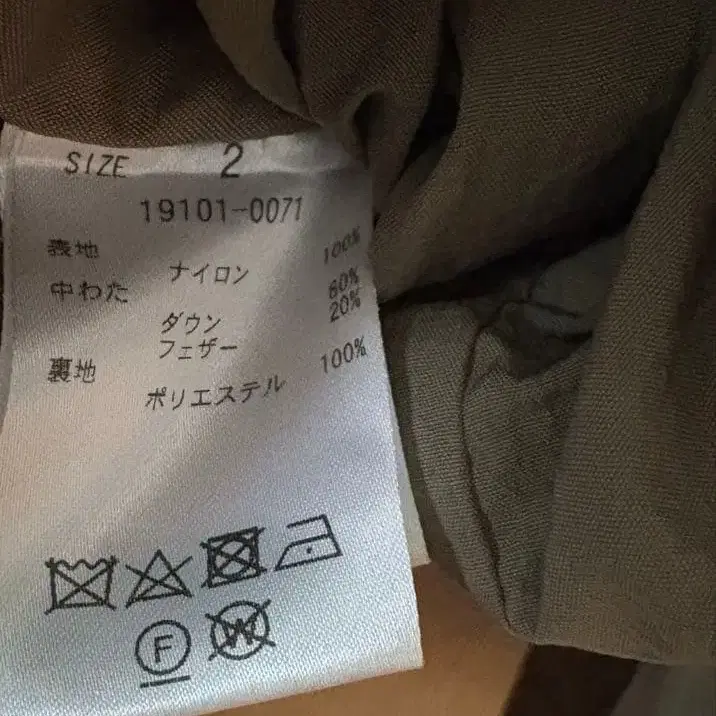 SIZE 2
19101-0071
表地
ナイロン 100%
中わた
ダウン 80%
フェザー 20%
裏地
ポリエステル 100%
F
W